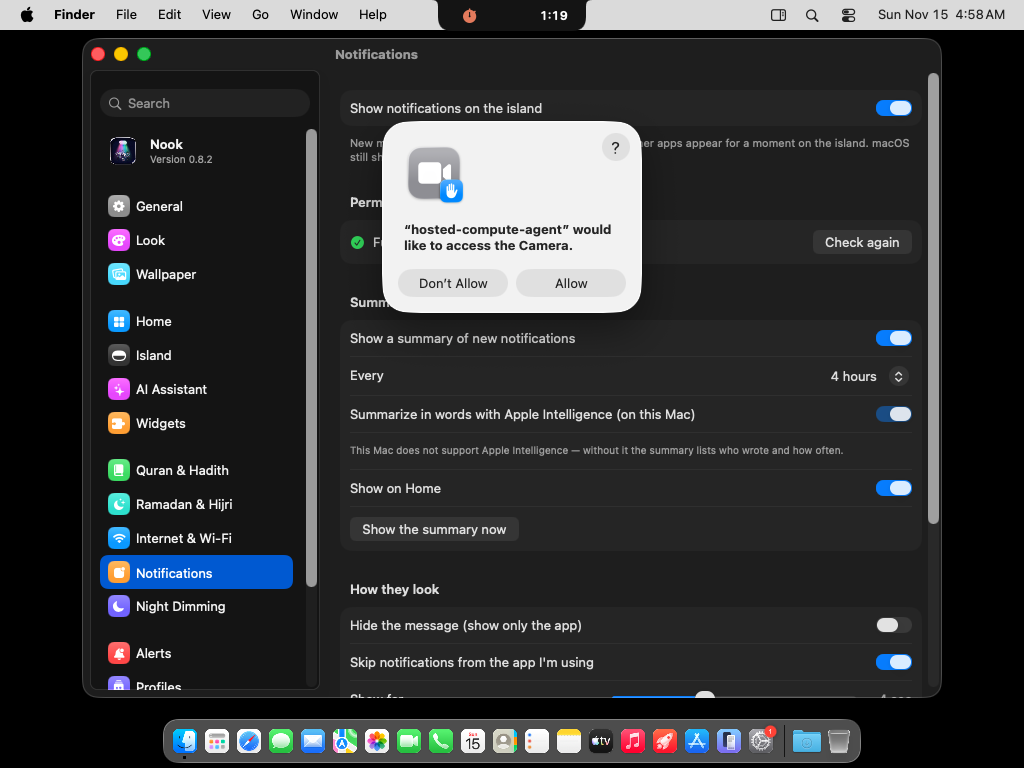 Finder File Edit View Go Window Help
1:19
Sun Nov 15 4:58 AM
Notifications
Search
Nook
Version 0.8.2
General
Look
Wallpaper
Home
Island
AI Assistant
Widgets
Quran & Hadith
Ramadan & Hijri
Internet & Wi-Fi
Notifications
Night Dimming
Alerts
Profiles
Show notifications on the island
apps appear for a moment on the island. macOS
still
?
“hosted-compute-agent” would
like to access the Camera.
Don't Allow
Allow
Check again
Show a summary of new notifications
Every
4 hours
Summarize in words with Apple Intelligence (on this Mac)
This Mac does not support Apple Intelligence — without it the summary lists who wrote and how often.
Show on Home
Show the summary now
How they look
Hide the message (show only the app)
Skip notifications from the app I'm using
NOV
15
tv
1